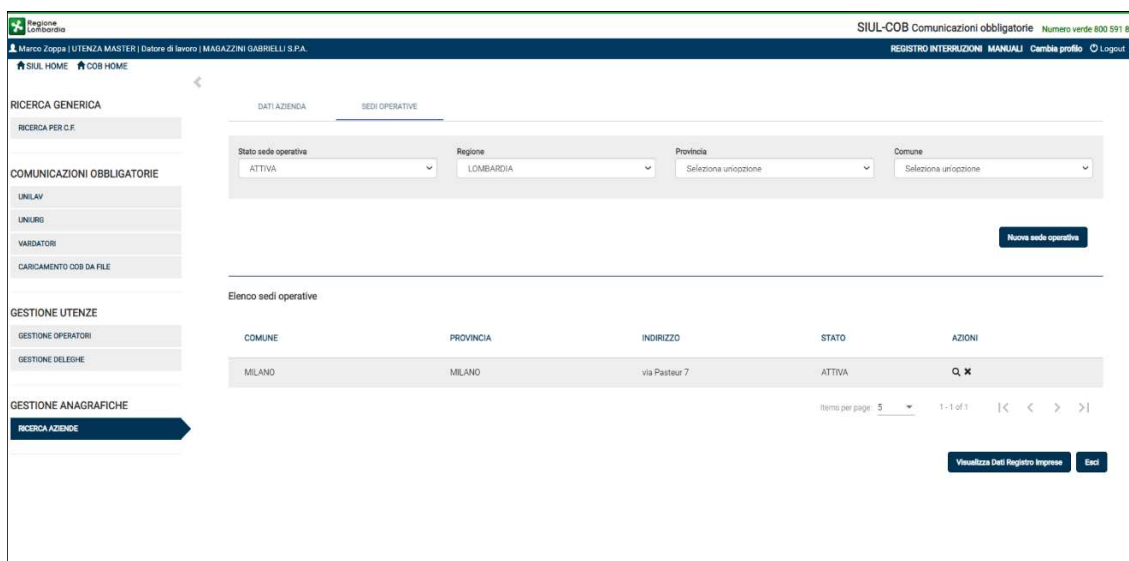 Regione
Lombardia
SIUL-COB Comunicazioni obbligatorie Numero verde 800 591 8
Marco Zoppa | UTENZA MASTER | Datore di lavoro | MAGAZZINI GABRIELLI S.P.A.
REGISTRO INTERRUZIONI MANUALI Cambia profilo Logout
SIUL HOME COB HOME
RICERCA GENERICA
RICERCA PER C.F.
COMUNICAZIONI OBBLIGATORIE
UNILAV
UNIURG
VARDATORI
CARICAMENTO COB DA FILE
GESTIONE UTENZE
GESTIONE OPERATORI
GESTIONE DELEGHE
GESTIONE ANAGRAFICHE
RICERCA AZIENDE
DATI AZIENDA SEDI OPERATIVE
Stato sede operativa Regione Provincia Comune
ATTIVA LOMBARDIA Seleziona un'opzione Seleziona un'opzione
Nuova sede operativa
Elenco sedi operative
COMUNE PROVINCIA INDIRIZZO STATO AZIONI
MILANO MILANO via Pasteur 7 ATTIVA
Items per page: 5 1 - 1 of 1
Visualizza Dati Registro Imprese Esci